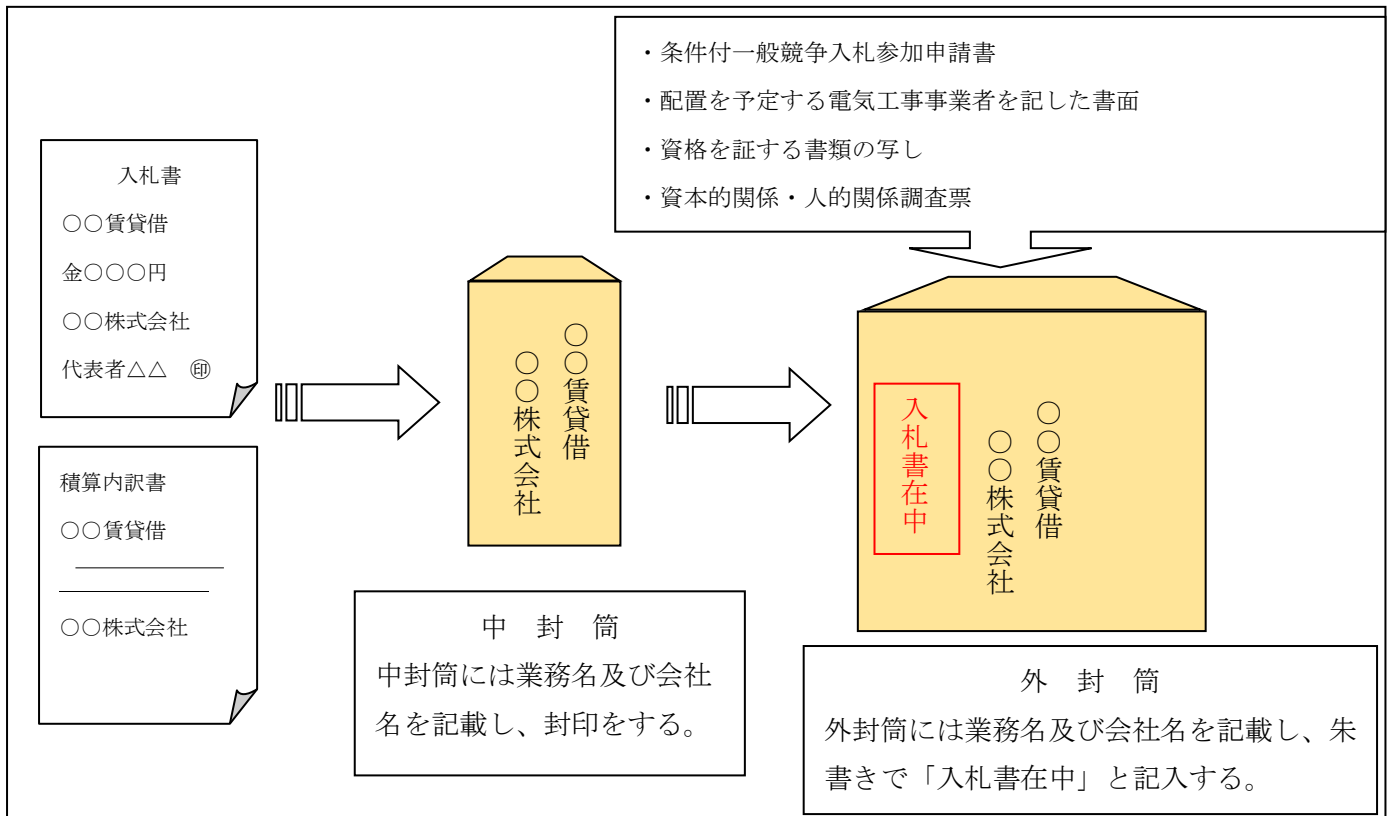 ・条件付一般競争入札参加申請書
・配置を予定する電気工事事業者を記した書面
・資格を証する書類の写し
・資本的関係・人的関係調査票
入札書
○○賃貸借
金○○○円
○○株式会社
代表者△△　㊞
積算内訳書
○○賃貸借
○○株式会社
○○賃貸借
○○株式会社
○○賃貸借
○○株式会社
入札書在中
中　封　筒
中封筒には業務名及び会社
名を記載し、封印をする。
外　封　筒
外封筒には業務名及び会社名を記載し、朱
書きで「入札書在中」と記入する。